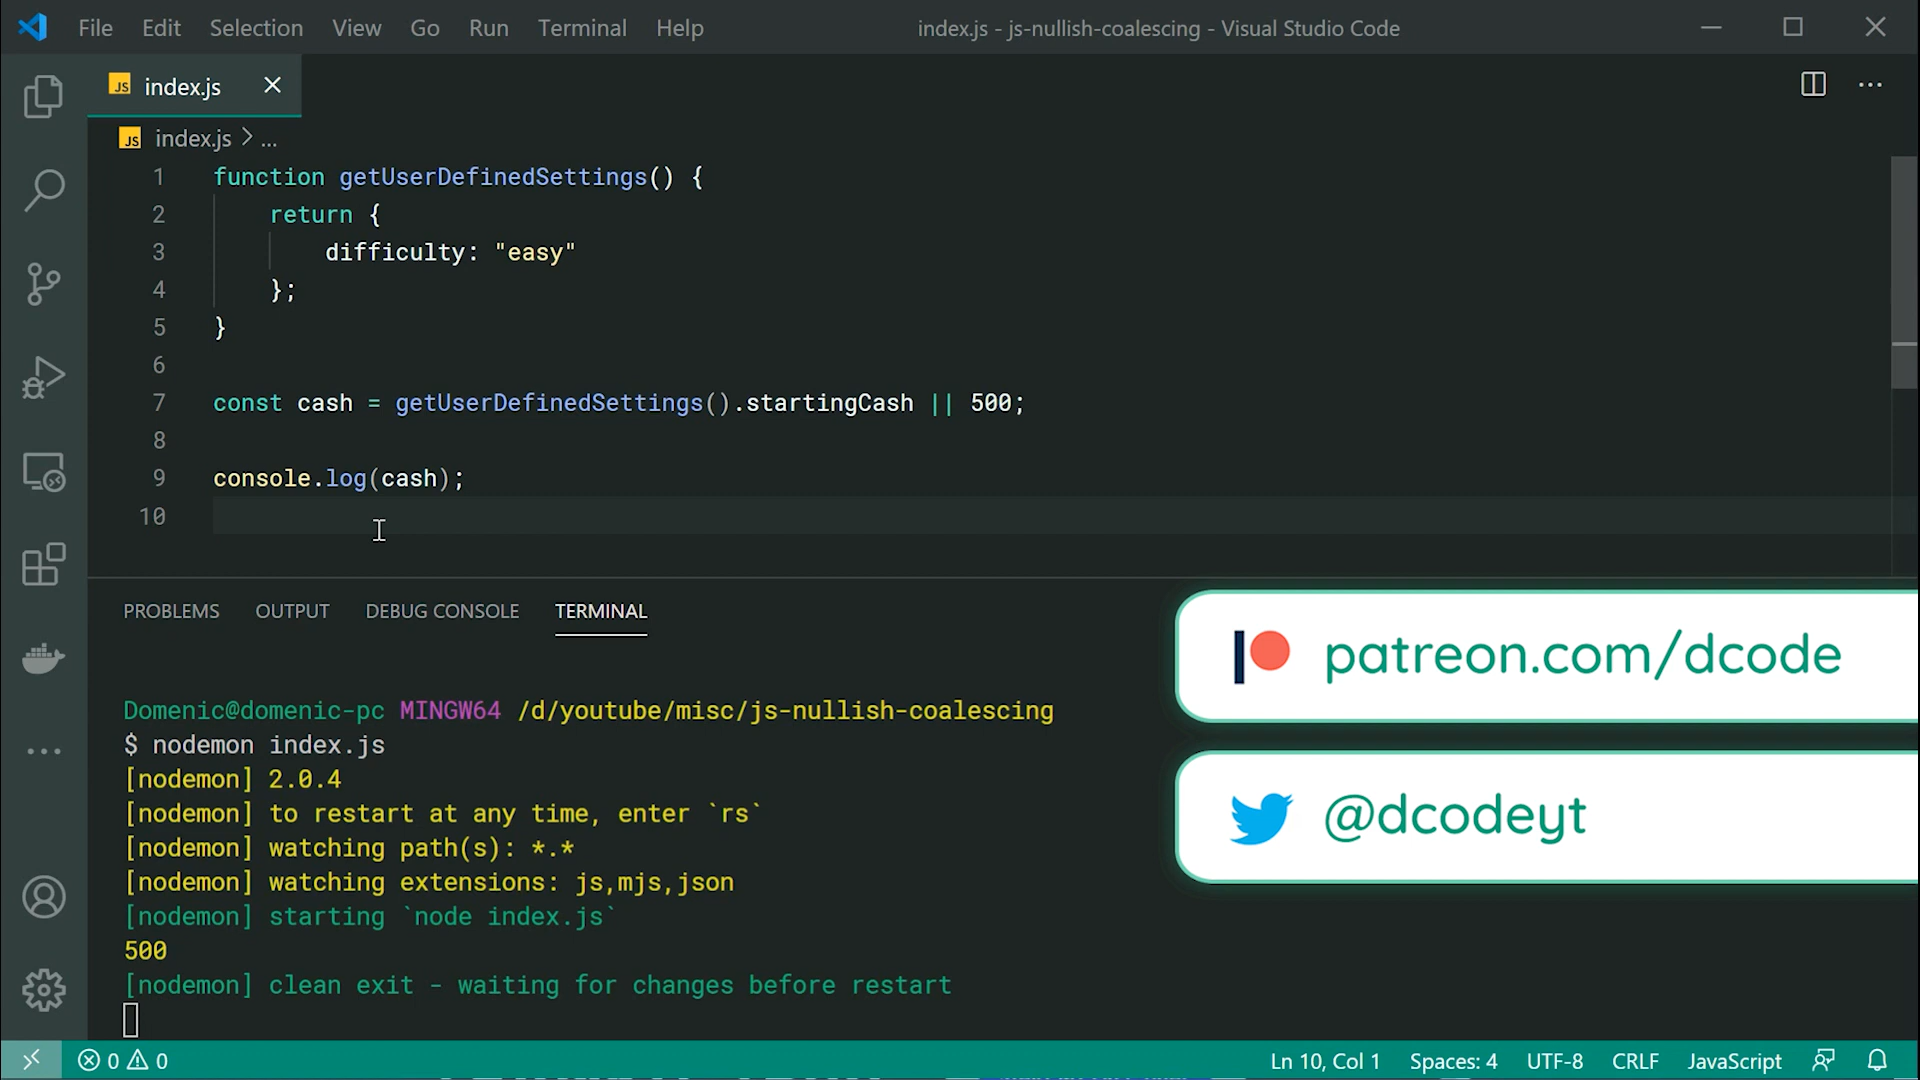 File Edit Selection View Go Run Terminal Help index.js - js-nullish-coalescing - Visual Studio Code
JS index.js
JS index.js > ...
1 function getUserDefinedSettings() {
2 return {
3 difficulty: "easy"
4 };
5 }
6
7 const cash = getUserDefinedSettings().startingCash || 500;
8
9 console.log(cash);
10
PROBLEMS OUTPUT DEBUG CONSOLE TERMINAL
patreon.com/dcode
Domenic@domenic-pc MINGW64 /d/youtube/misc/js-nullish-coalescing
$ nodemon index.js
[nodemon] 2.0.4
[nodemon] to restart at any time, enter `rs`
@dcodeyt
[nodemon] watching path(s): *.*
[nodemon] watching extensions: js,mjs,json
[nodemon] starting `node index.js`
500
[nodemon] clean exit - waiting for changes before restart
0 0 Ln 10, Col 1 Spaces: 4 UTF-8 CRLF JavaScript